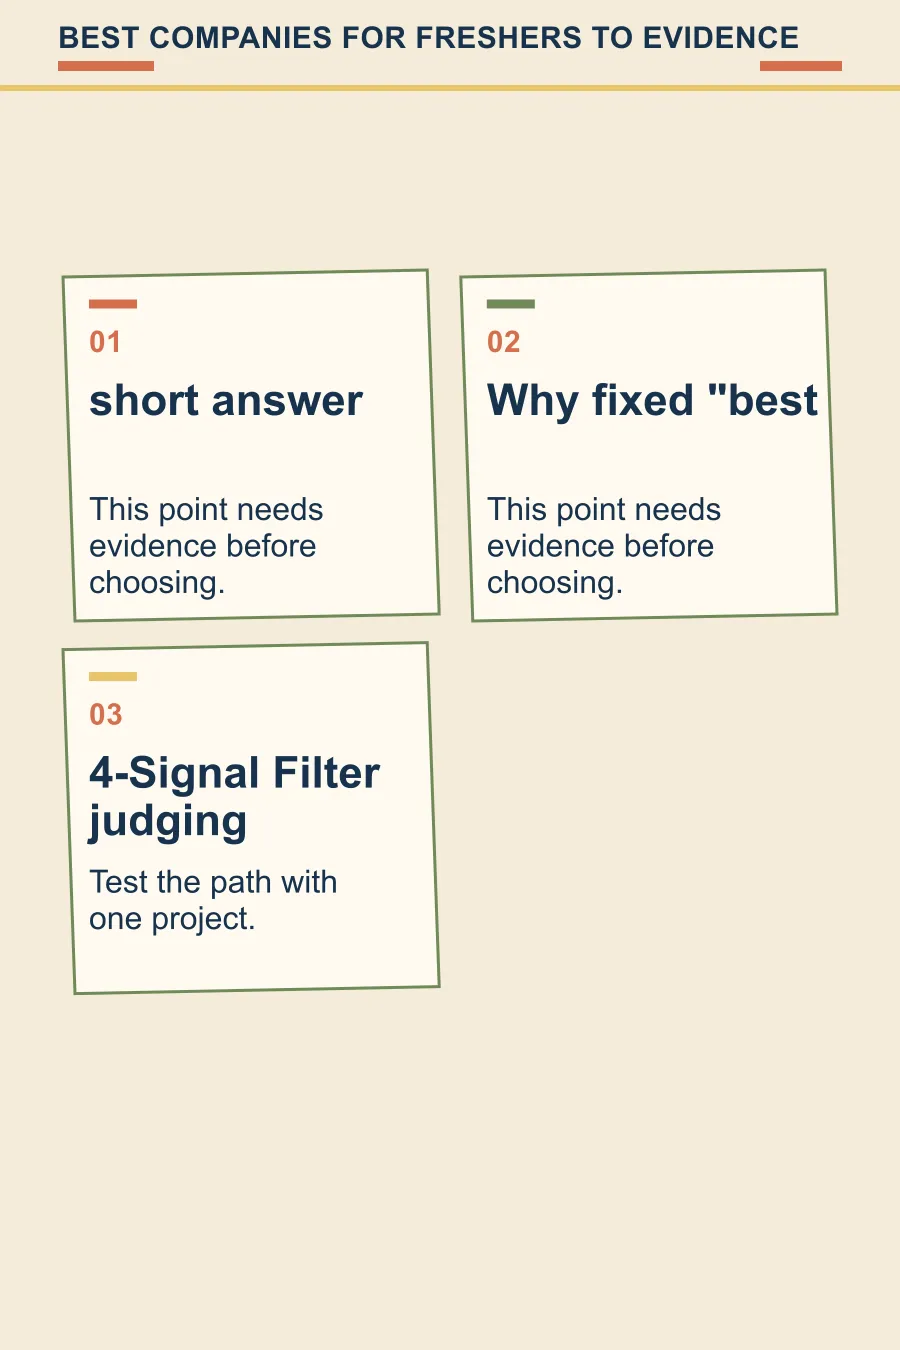 BEST COMPANIES FOR FRESHERS TO EVIDENCE
01
short answer
This point needs
evidence before
choosing.
02
Why fixed "best
This point needs
evidence before
choosing.
03
4-Signal Filter
judging
Test the path with
one project.